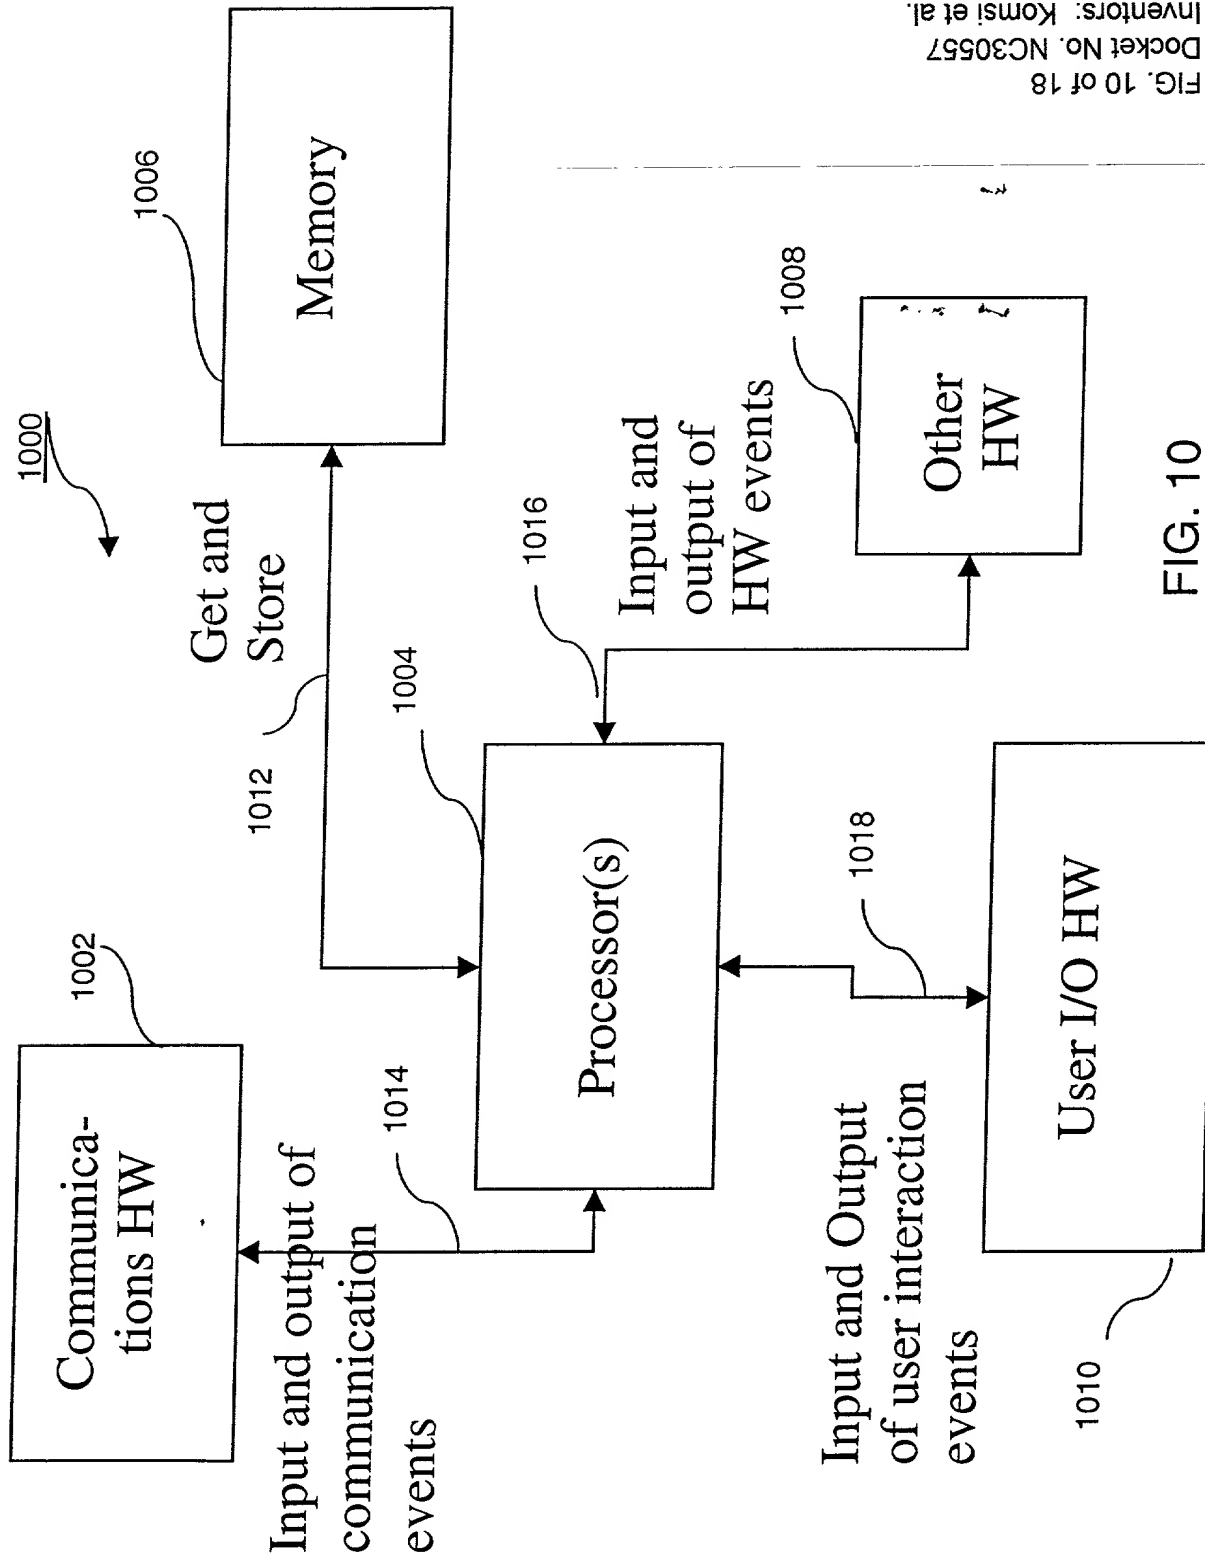 FIG. 10 of 18
Docket No. NC30557
Inventors: Komsi et al.
1000
1002
Communica-
tions HW
1006
Memory
Get and
Store
1012
Input and output of
communication
events
1014
1004
Processor(s)
1016
Input and
output of
HW events
1008
Other
HW
Input and Output
of user interaction
events
1018
User I/O HW
1010
FIG. 10